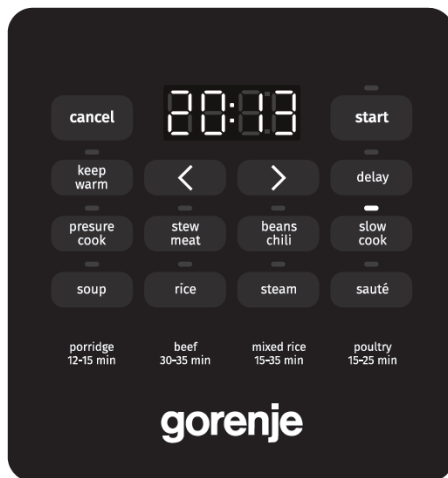 cancel
20:13
start
keep
warm
<
>
delay
presure
cook
stew
meat
beans
chili
slow
cook
soup
rice
steam
sauté
porridge
12-15 min
beef
30-35 min
mixed rice
15-35 min
poultry
15-25 min
gorenje